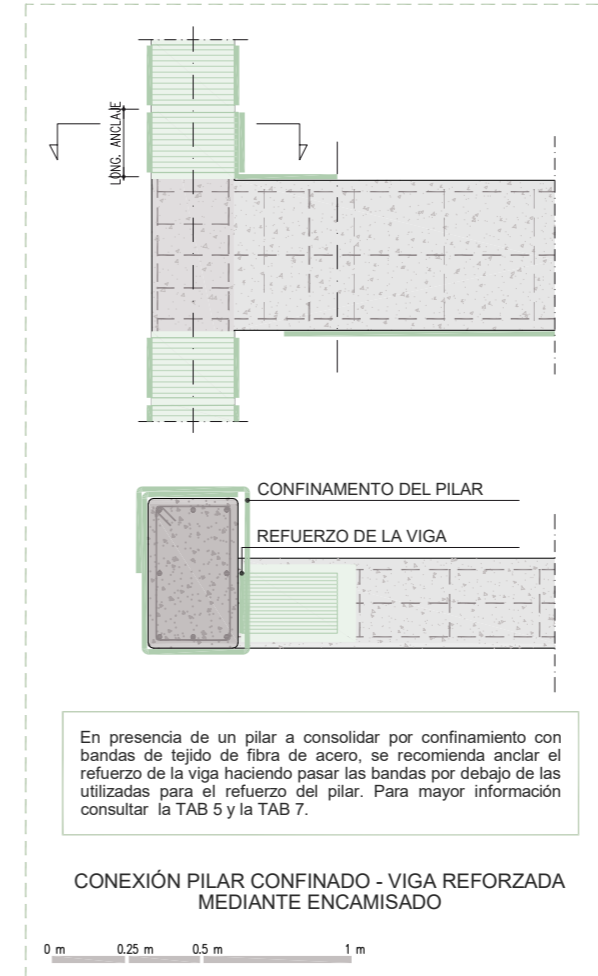 LONG. ANCLAJE
CONFINAMENTO DEL PILAR
REFUERZO DE LA VIGA
En presencia de un pilar a consolidar por confinamiento con
bandas de tejido de fibra de acero, se recomienda anclar el
refuerzo de la viga haciendo pasar las bandas por debajo de las
utilizadas para el refuerzo del pilar. Para mayor información
consultar la TAB 5 y la TAB 7.
CONEXIÓN PILAR CONFINADO - VIGA REFORZADA
MEDIANTE ENCAMISADO
0 m 0.25 m 0.5 m 1 m